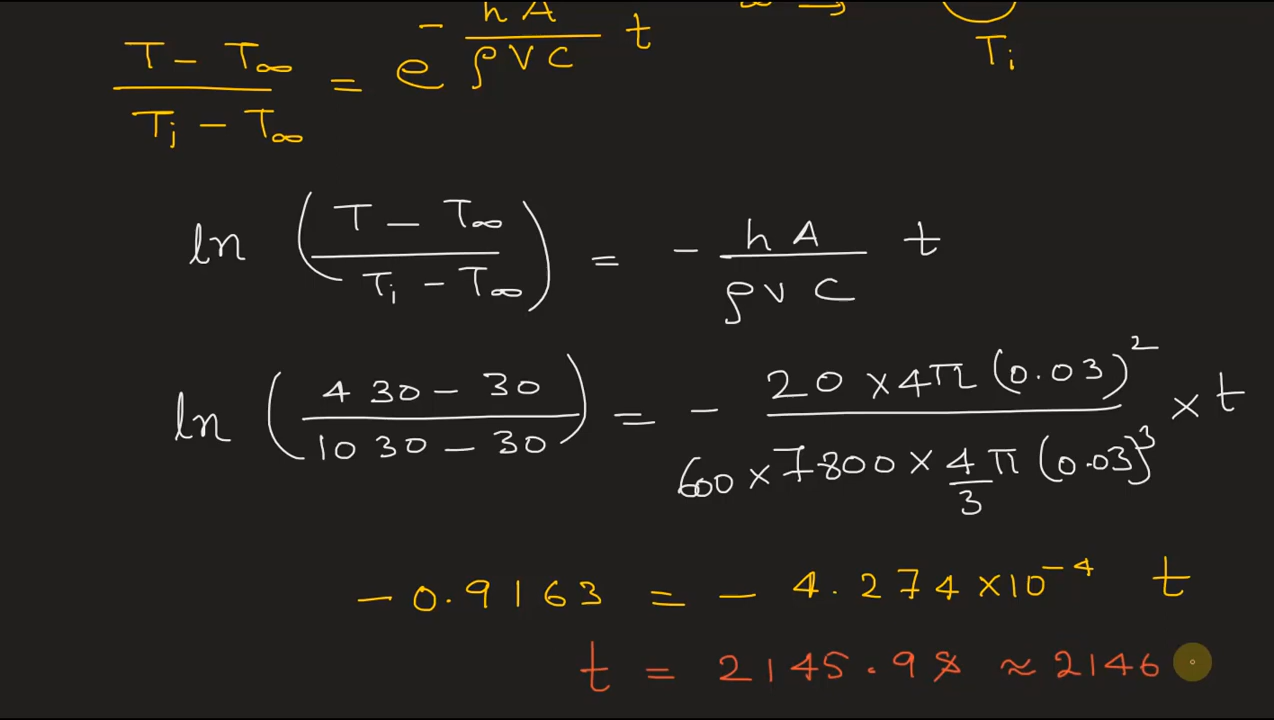 T - T∞ / Ti - T∞ = e^(- hA / ρVC t)
Ti
ln ( T - T∞ / Ti - T∞ ) = - hA / ρVC t
ln ( 430 - 30 / 1030 - 30 ) = - 20 × 4π (0.03)² / 600 × 7800 × 4/3 π (0.03)³ × t
- 0.9163 = - 4.274 × 10⁻⁴ t
t = 2145.98 ≈ 2146